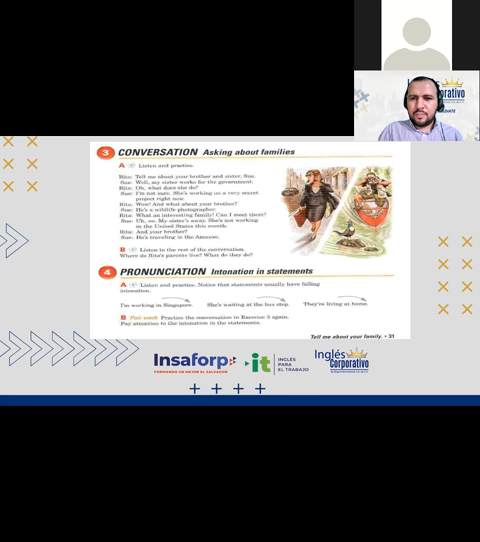 3 CONVERSATION Asking about families
A Listen and practice.
Rita: Tell me about your brother and sister, Sue.
Sue: Well, my sister works for the government.
Rita: Oh, what does she do?
Sue: I'm not sure. She's working on a very secret
project right now.
Rita: Wow! And what about your brother?
Sue: He's a wildlife photographer.
Rita: What an interesting family! Can I meet them?
Sue: Uh, no. My sister's away. She's not working
in the United States this month.
Rita: And your brother?
Sue: He's traveling in the Amazon.
B Listen to the rest of the conversation.
Where do Rita's parents live? What do they do?
4 PRONUNCIATION Intonation in statements
A Listen and practice. Notice that statements usually have falling
intonation.
I'm working in Singapore. She's waiting at the bus stop. They're living at home.
B Pair work Practice the conversation in Exercise 3 again.
Pay attention to the intonation in the statements.
Tell me about your family. • 31
Insaforp
FORMANDO UN MEJOR EL SALVADOR
it
INGLÉS
PARA
EL TRABAJO
Inglés
Corporativo